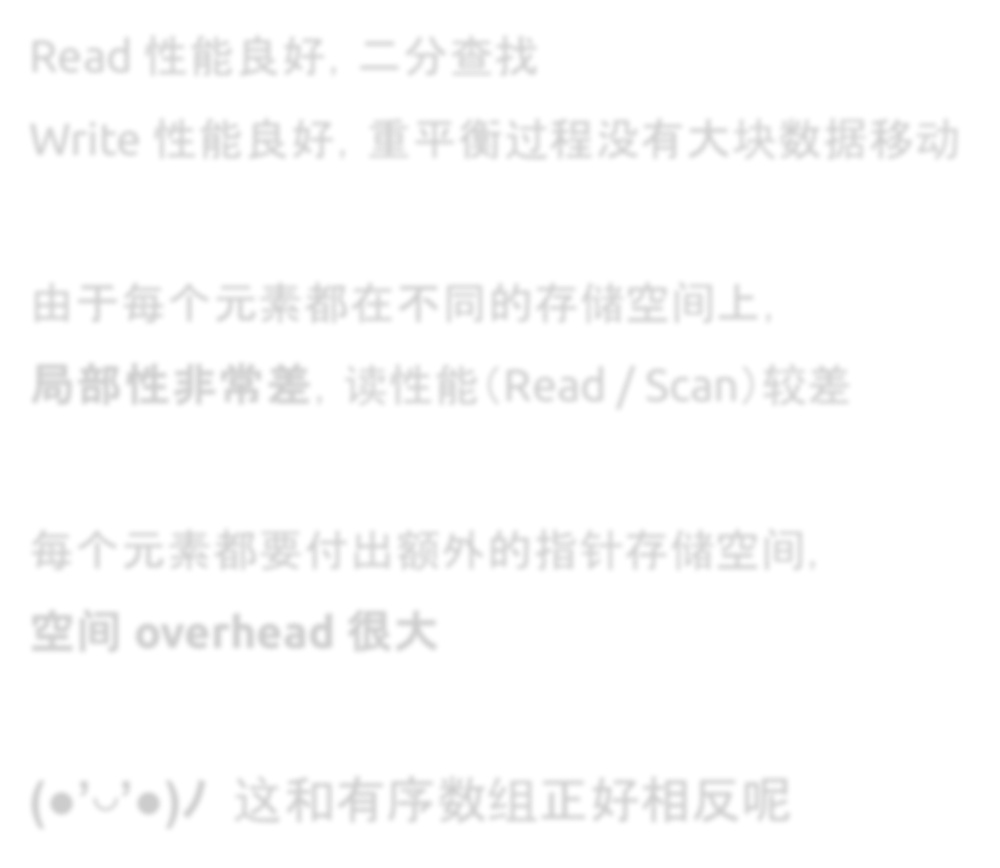 Read 性能良好，二分查找
Write 性能良好，重平衡过程没有大块数据移动
由于每个元素都在不同的存储空间上，
局部性非常差，读性能（Read / Scan）较差
每个元素都要付出额外的指针存储空间，
空间 overhead 很大
(●’◡’●)ﾉ 这和有序数组正好相反呢